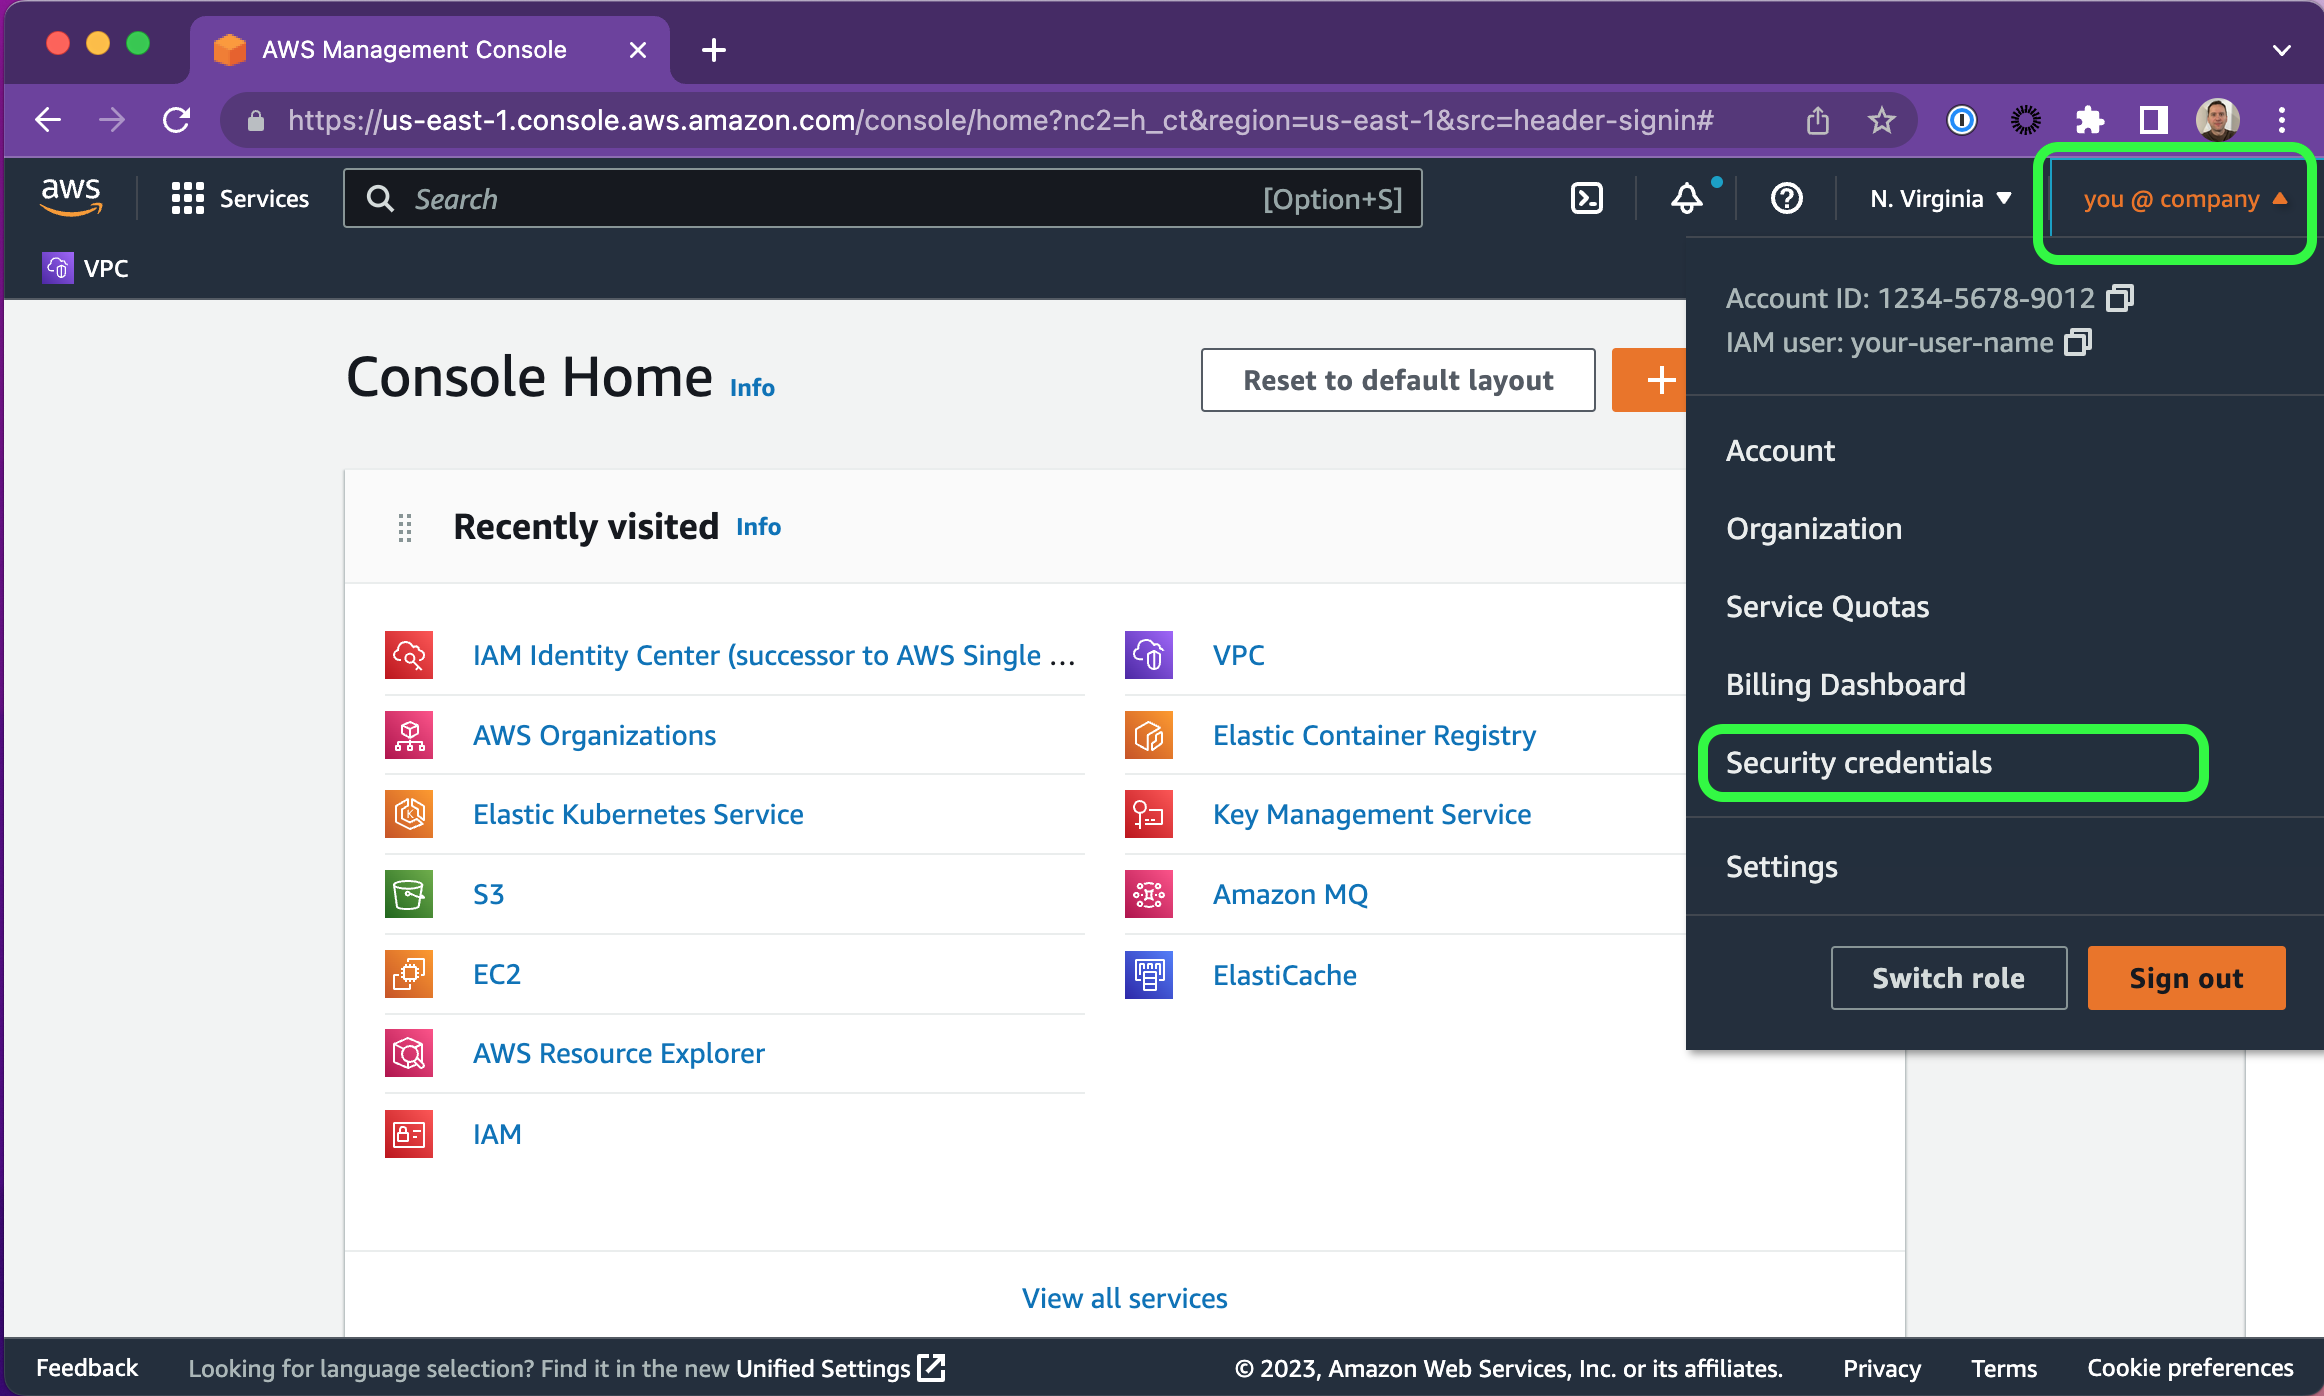 AWS Management Console
https://us-east-1.console.aws.amazon.com/console/home?nc2=h_ct&region=us-east-1&src=header-signin#
aws
Services
Search
[Option+S]
N. Virginia
you @ company
VPC
Account ID: 1234-5678-9012
IAM user: your-user-name
Console Home
Info
Reset to default layout
Account
Organization
Service Quotas
Billing Dashboard
Security credentials
Settings
Switch role
Sign out
Recently visited
Info
IAM Identity Center (successor to AWS Single ...
AWS Organizations
Elastic Kubernetes Service
S3
EC2
AWS Resource Explorer
IAM
VPC
Elastic Container Registry
Key Management Service
Amazon MQ
ElastiCache
View all services
Feedback
Looking for language selection? Find it in the new Unified Settings
© 2023, Amazon Web Services, Inc. or its affiliates.
Privacy
Terms
Cookie preferences